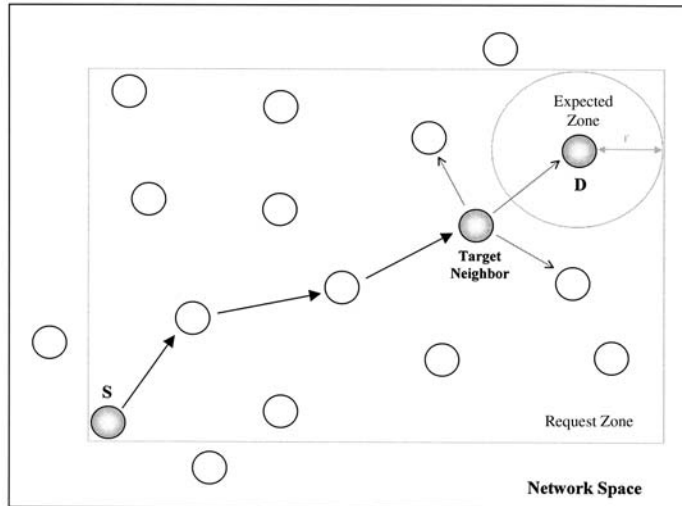 Expected
Zone
r
D
Target
Neighbor
S
Request Zone
Network Space